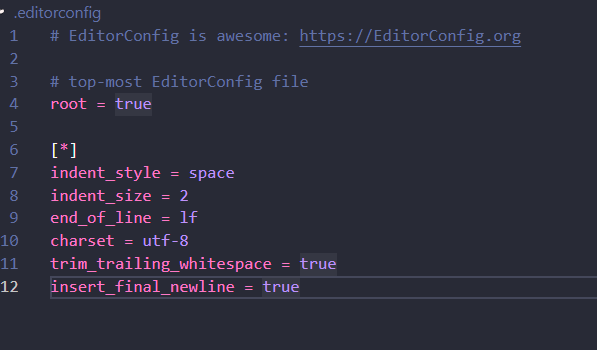 .editorconfig
1 # EditorConfig is awesome: https://EditorConfig.org
2
3 # top-most EditorConfig file
4 root = true
5
6 [*]
7 indent_style = space
8 indent_size = 2
9 end_of_line = lf
10 charset = utf-8
11 trim_trailing_whitespace = true
12 insert_final_newline = true